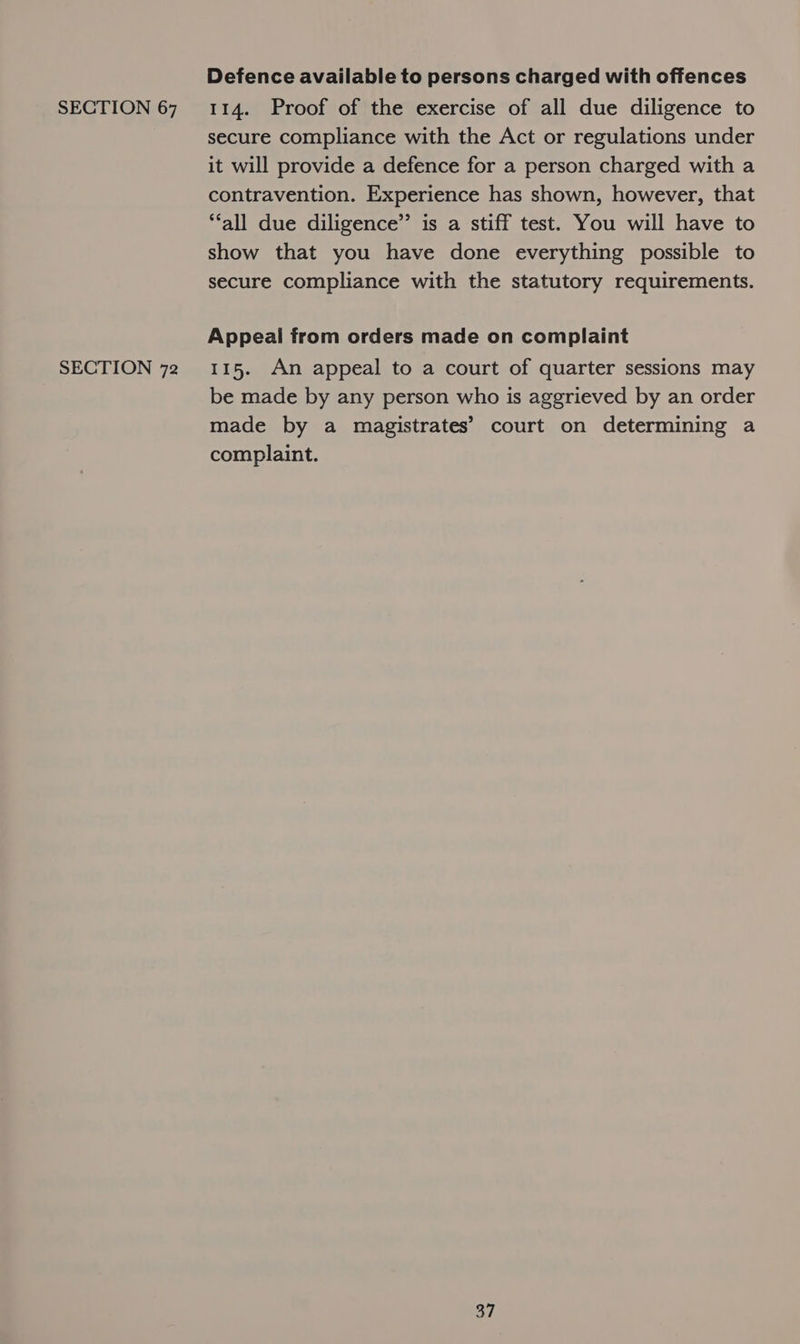 Defence available to persons charged with offences
SECTION 67 114. Proof of the exercise of all due diligence to
secure compliance with the Act or regulations under
it will provide a defence for a person charged with a
contravention. Experience has shown, however, that
“all due diligence” is a stiff test. You will have to
show that you have done everything possible to
secure compliance with the statutory requirements.
Appeal from orders made on complaint
SECTION 72 115. An appeal to a court of quarter sessions may
be made by any person who is aggrieved by an order
made by a magistrates’ court on determining a
complaint.
37